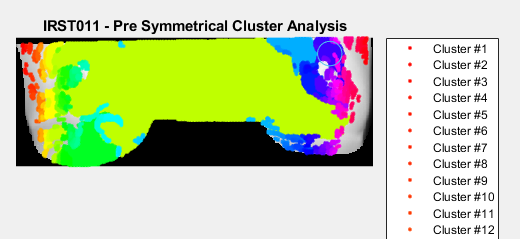 IRST011 - Pre Symmetrical Cluster Analysis
Cluster #1
Cluster #2
Cluster #3
Cluster #4
Cluster #5
Cluster #6
Cluster #7
Cluster #8
Cluster #9
Cluster #10
Cluster #11
Cluster #12